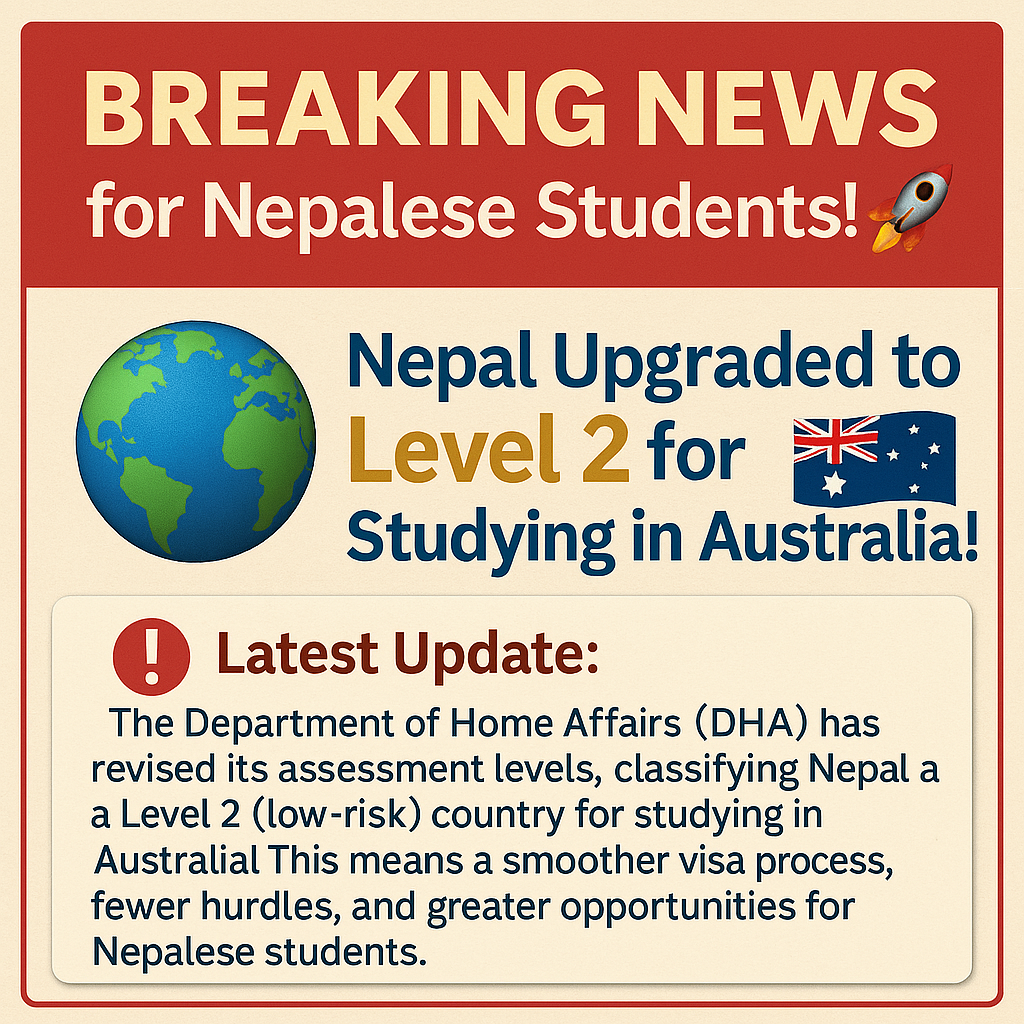 BREAKING NEWS
for Nepalese Students!
Nepal Upgraded to
Level 2 for
Studying in Australia!
! Latest Update:
The Department of Home Affairs (DHA) has
revised its assessment levels, classifying Nepal a
a Level 2 (low-risk) country for studying in
Australial This means a smoother visa process,
fewer hurdles, and greater opportunities for
Nepalese students.